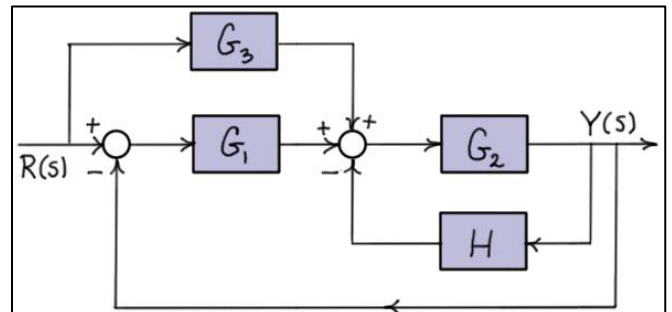 G₃
+ G₁ + + G₂ Y(s)
R(s) - -
H